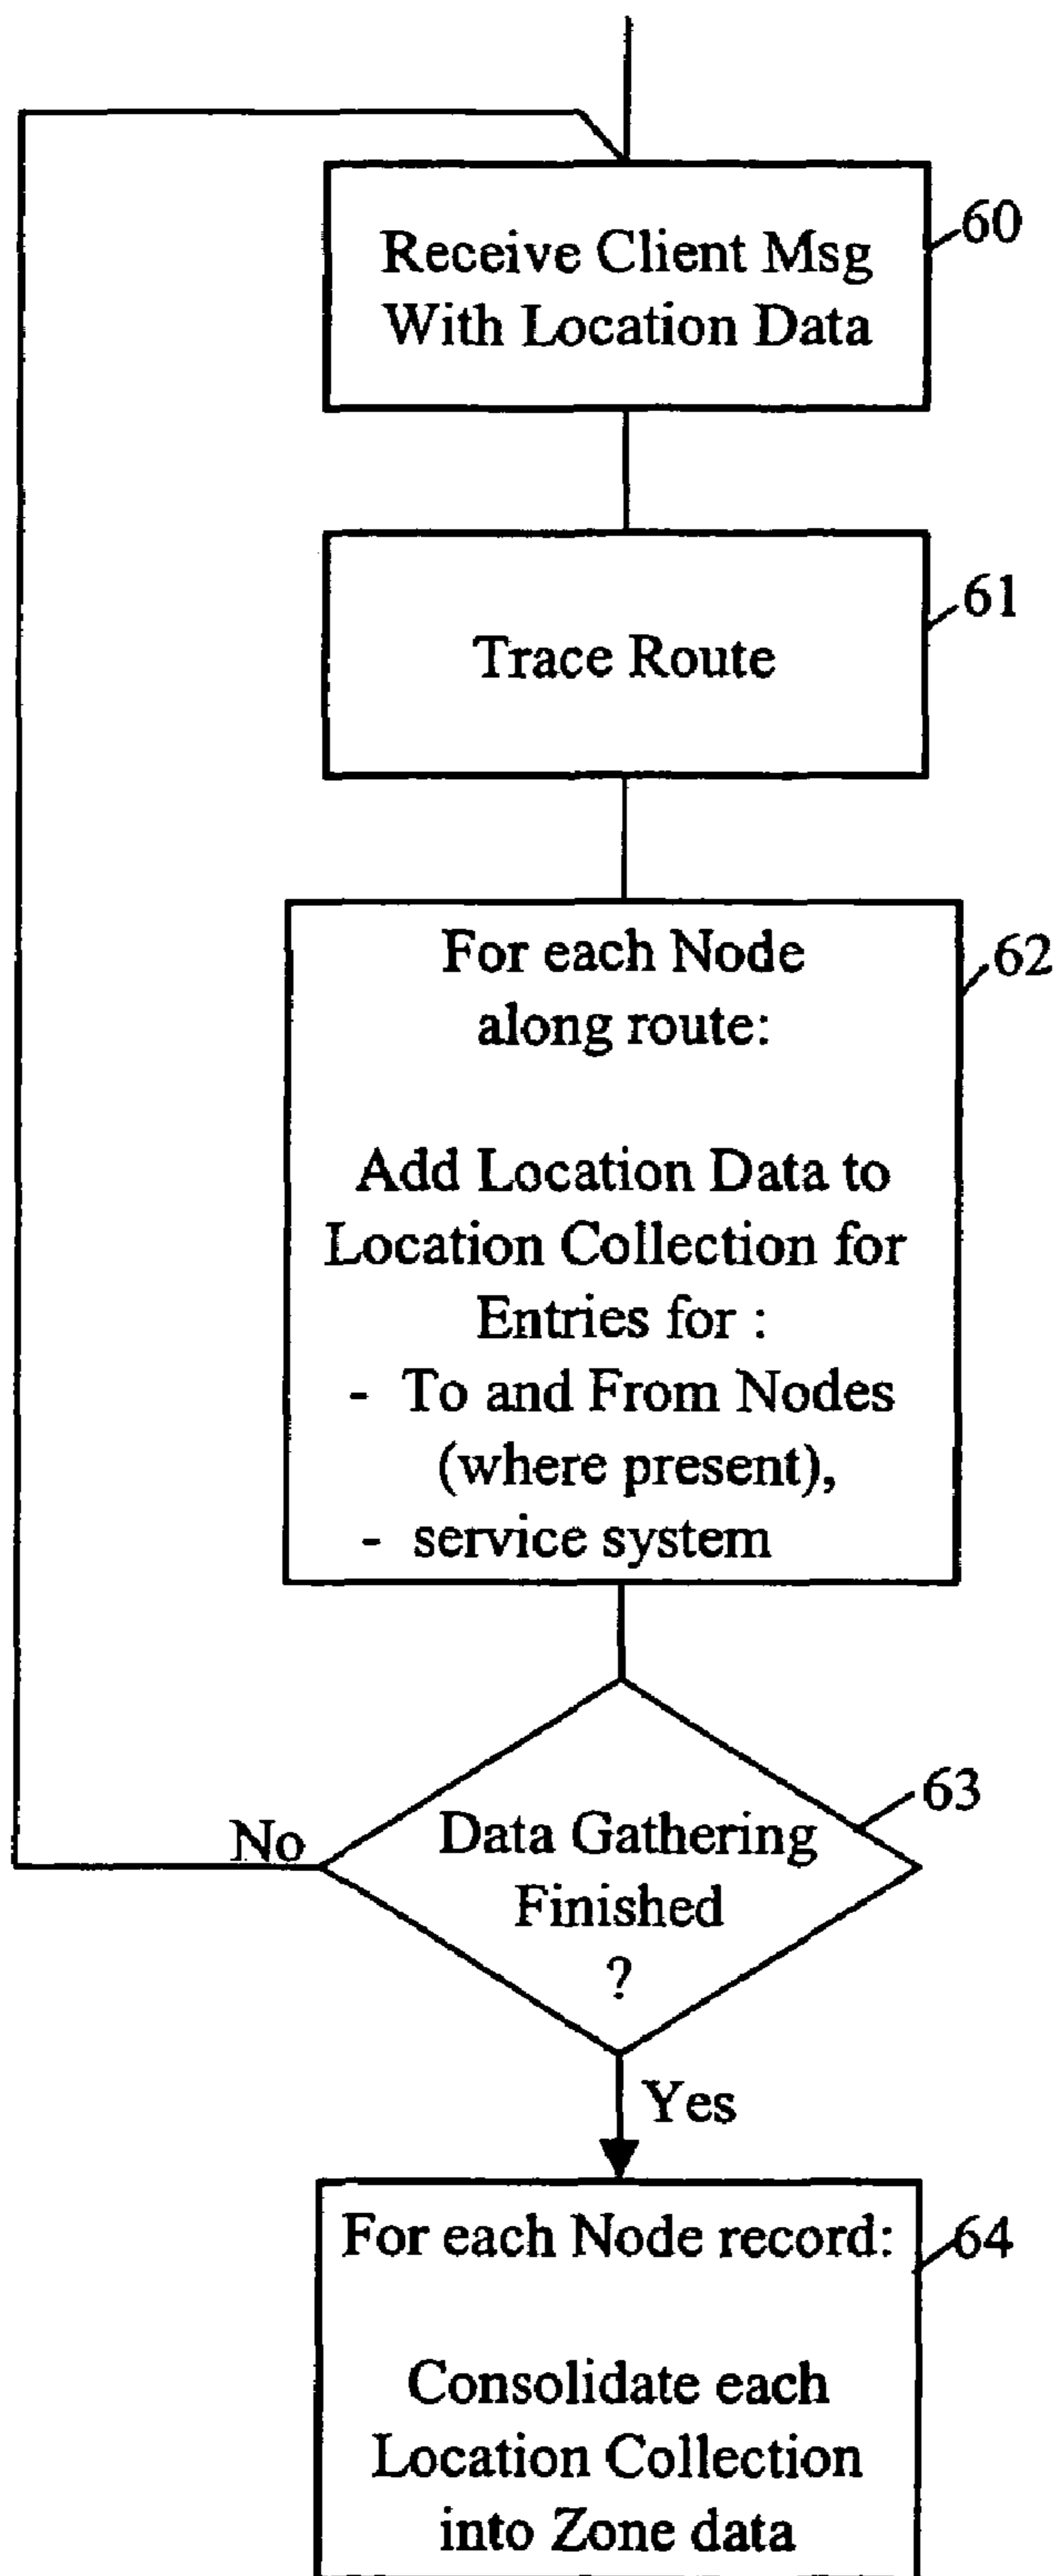 Receive Client Msg
With Location Data
60
Trace Route
61
For each Node
along route:
Add Location Data to
Location Collection for
Entries for :
- To and From Nodes
(where present),
- service system
62
Data Gathering
Finished
?
63
No
Yes
For each Node record:
Consolidate each
Location Collection
into Zone data
64